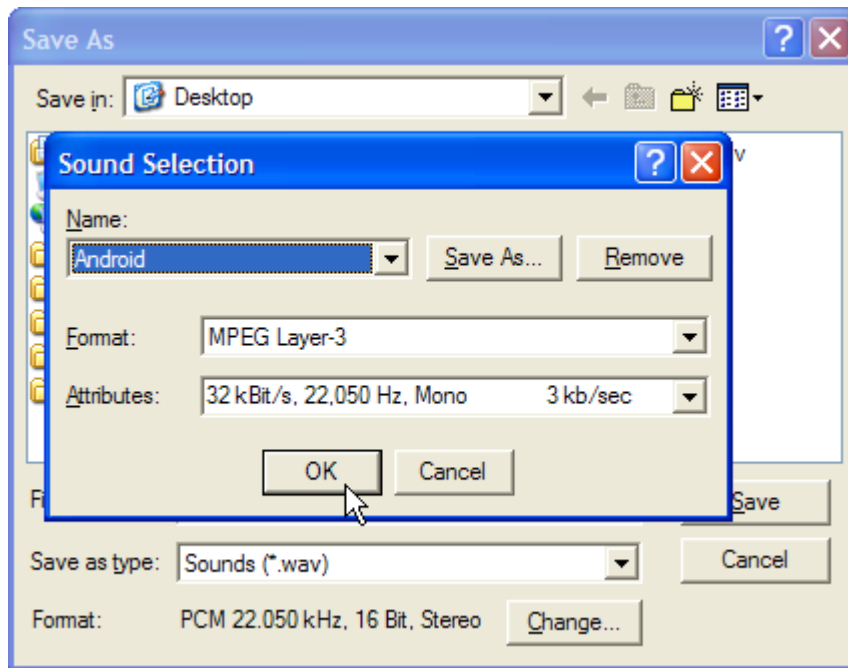 Save As
Save in: Desktop
v
Sound Selection
Name:
Android
Save As... Remove
Format: MPEG Layer-3
Attributes: 32 kBit/s, 22,050 Hz, Mono 3 kb/sec
OK Cancel
Fi
Save
Save as type: Sounds (*.wav)
Cancel
Format: PCM 22.050 kHz, 16 Bit, Stereo Change...